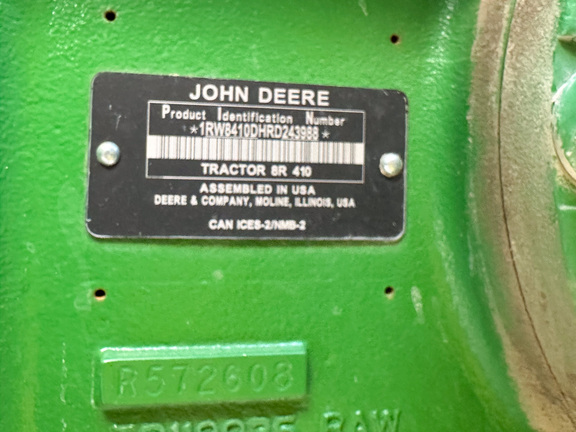 JOHN DEERE
Product Identification Number
*1RW8410DHRD243988*
TRACTOR 8R 410
ASSEMBLED IN USA
DEERE & COMPANY, MOLINE, ILLINOIS, USA
CAN ICES-2/NMB-2
R572608
RAW